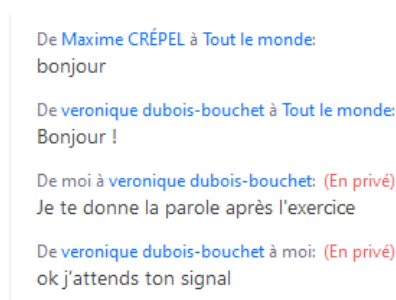 De Maxime CRÉPEL à Tout le monde:
bonjour
De veronique dubois-bouchet à Tout le monde:
Bonjour !
De moi à veronique dubois-bouchet: (En privé)
Je te donne la parole après l'exercice
De veronique dubois-bouchet à moi: (En privé)
ok j'attends ton signal